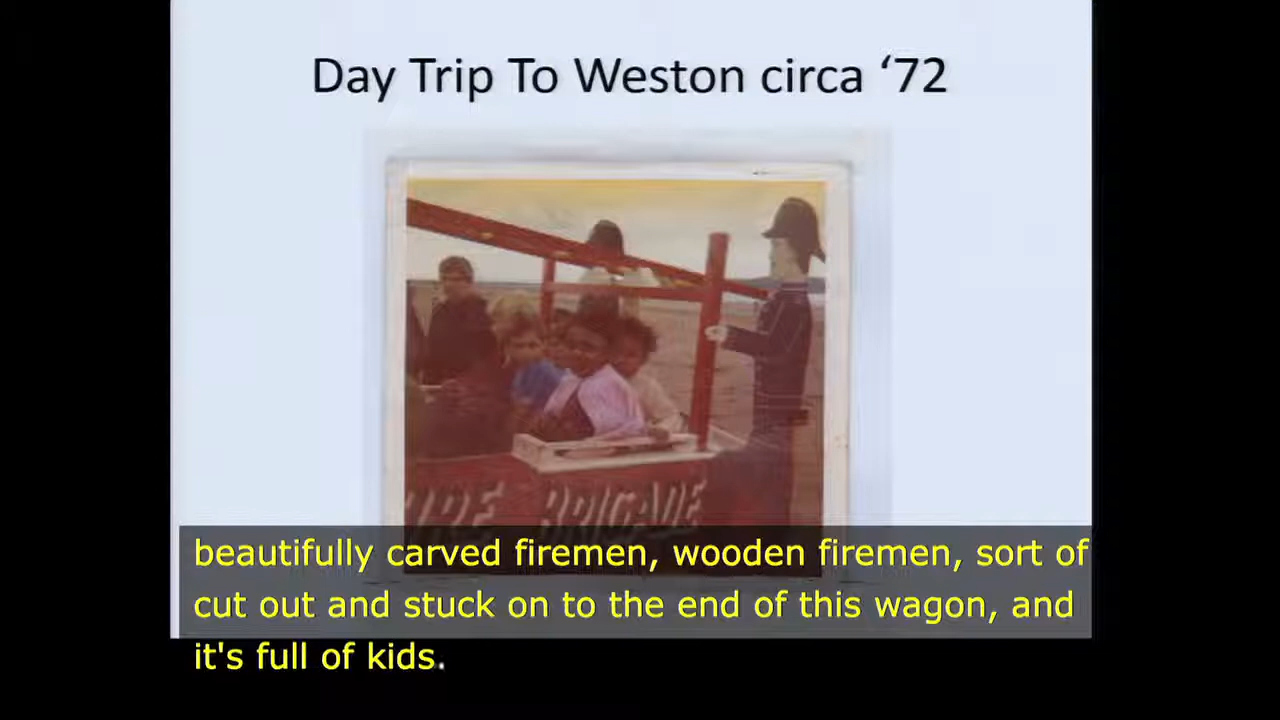 Day Trip To Weston circa ‘72
FIRE BRIGADE
beautifully carved firemen, wooden firemen, sort of
cut out and stuck on to the end of this wagon, and
it's full of kids.